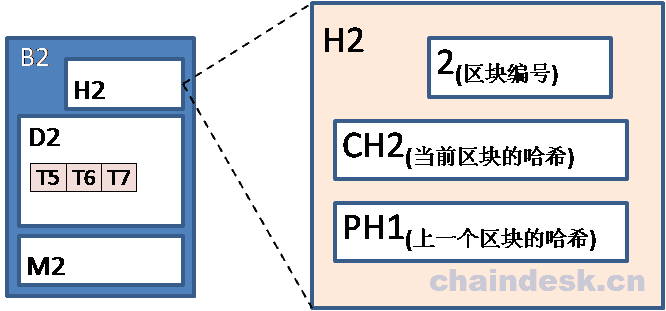 B2
H2
D2
T5 T6 T7
M2
H2
2(区块编号)
CH2(当前区块的哈希)
PH1(上一个区块的哈希)
chaindesk.cn